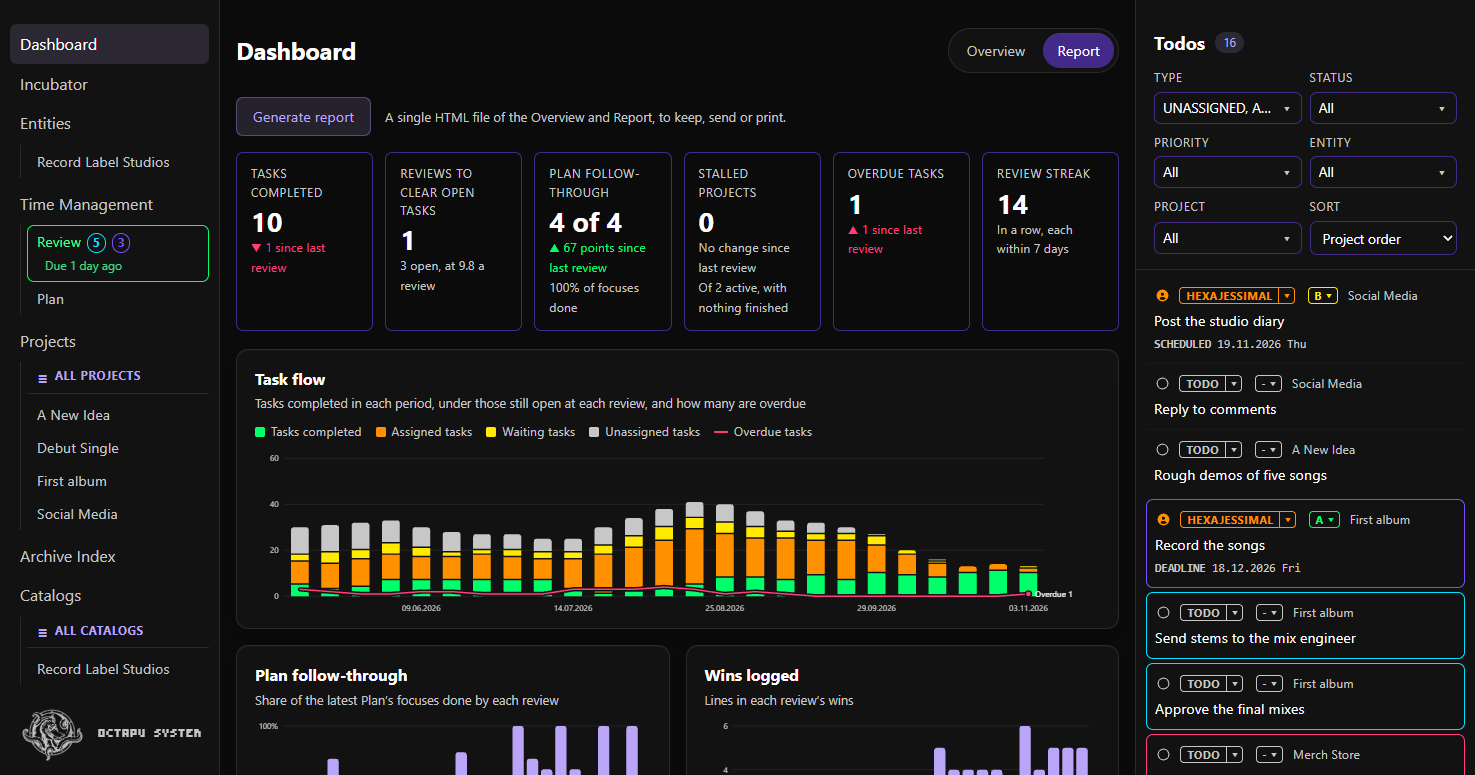 Dashboard
Incubator
Entities
Record Label Studios
Time Management
Review 5 3
Due 1 day ago
Plan
Projects
ALL PROJECTS
A New Idea
Debut Single
First album
Social Media
Archive Index
Catalogs
ALL CATALOGS
Record Label Studios
OCTAPU SYSTEM
Dashboard
Overview Report
Generate report
A single HTML file of the Overview and Report, to keep, send or print.
TASKS
COMPLETED
10
▼ 1 since last
review
REVIEWS TO
CLEAR OPEN
TASKS
1
3 open, at 9.8 a
review
PLAN FOLLOW-
THROUGH
4 of 4
▲ 67 points since
last review
100% of focuses
done
STALLED
PROJECTS
0
No change since
last review
Of 2 active, with
nothing finished
OVERDUE TASKS
1
▲ 1 since last
review
REVIEW STREAK
14
In a row, each
within 7 days
Task flow
Tasks completed in each period, under those still open at each review, and how many are overdue
Tasks completed Assigned tasks Waiting tasks Unassigned tasks Overdue tasks
60
40
20
0
Overdue 1
09.06.2026 14.07.2026 25.08.2026 29.09.2026 03.11.2026
Plan follow-through
Share of the latest Plan's focuses done by each review
100%
Wins logged
Lines in each review's wins
6
4
Todos 16
TYPE STATUS
UNASSIGNED, A... All
PRIORITY ENTITY
All All
PROJECT SORT
All Project order
HEXAJESSIMAL B Social Media
Post the studio diary
SCHEDULED 19.11.2026 Thu
TODO - Social Media
Reply to comments
TODO - A New Idea
Rough demos of five songs
HEXAJESSIMAL A First album
Record the songs
DEADLINE 18.12.2026 Fri
TODO - First album
Send stems to the mix engineer
TODO - First album
Approve the final mixes
TODO - Merch Store